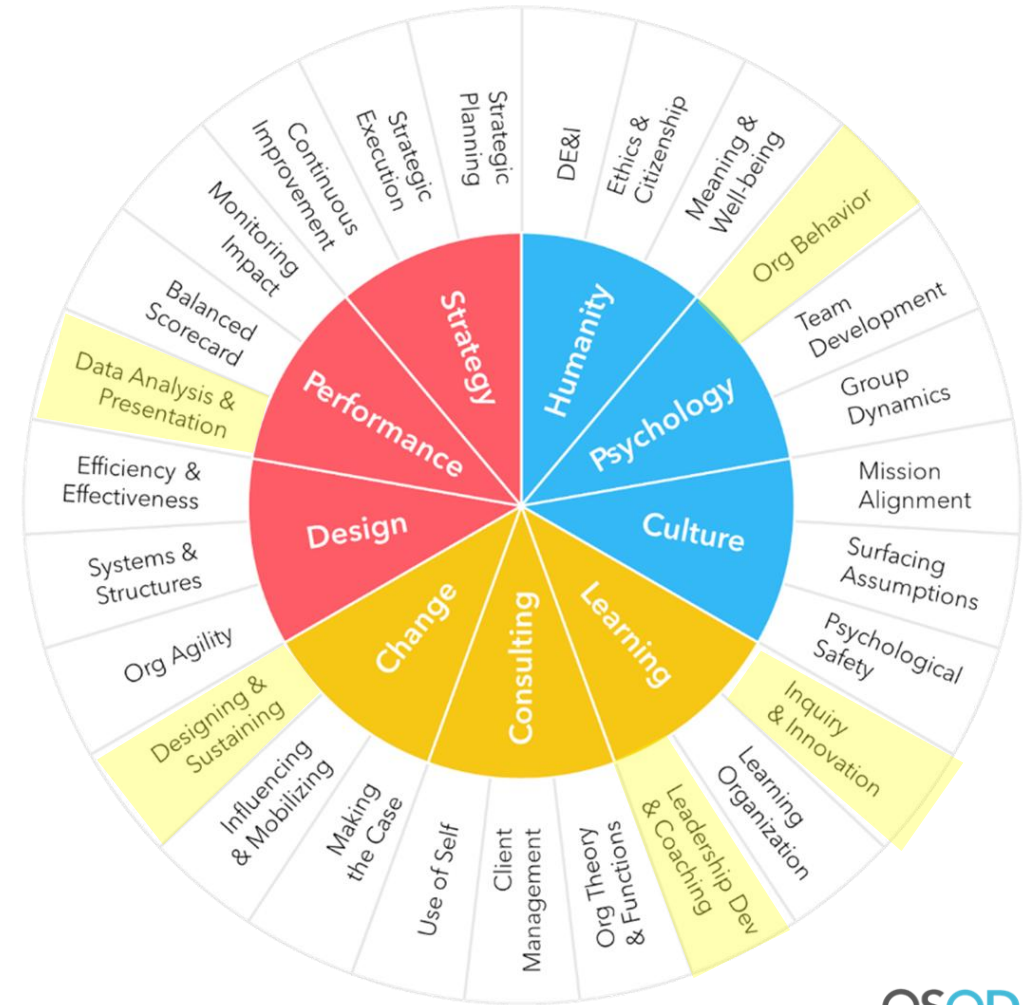 Strategy
Humanity
Psychology
Culture
Learning
Consulting
Change
Design
Performance
DE&I
Ethics &
Citizenship
Meaning &
Well-being
Org Behavior
Team
Development
Group
Dynamics
Mission
Alignment
Surfacing
Assumptions
Psychological
Safety
Inquiry
& Innovation
Learning
Organization
Leadership Dev
& Coaching
Org Theory
& Functions
Client
Management
Use of Self
Making
the Case
Influencing
& Mobilizing
Designing &
Sustaining
Org Agility
Systems &
Structures
Efficiency &
Effectiveness
Data Analysis &
Presentation
Balanced
Scorecard
Monitoring
Impact
Continuous
Improvement
Strategic
Execution
Strategic
Planning
OSOD